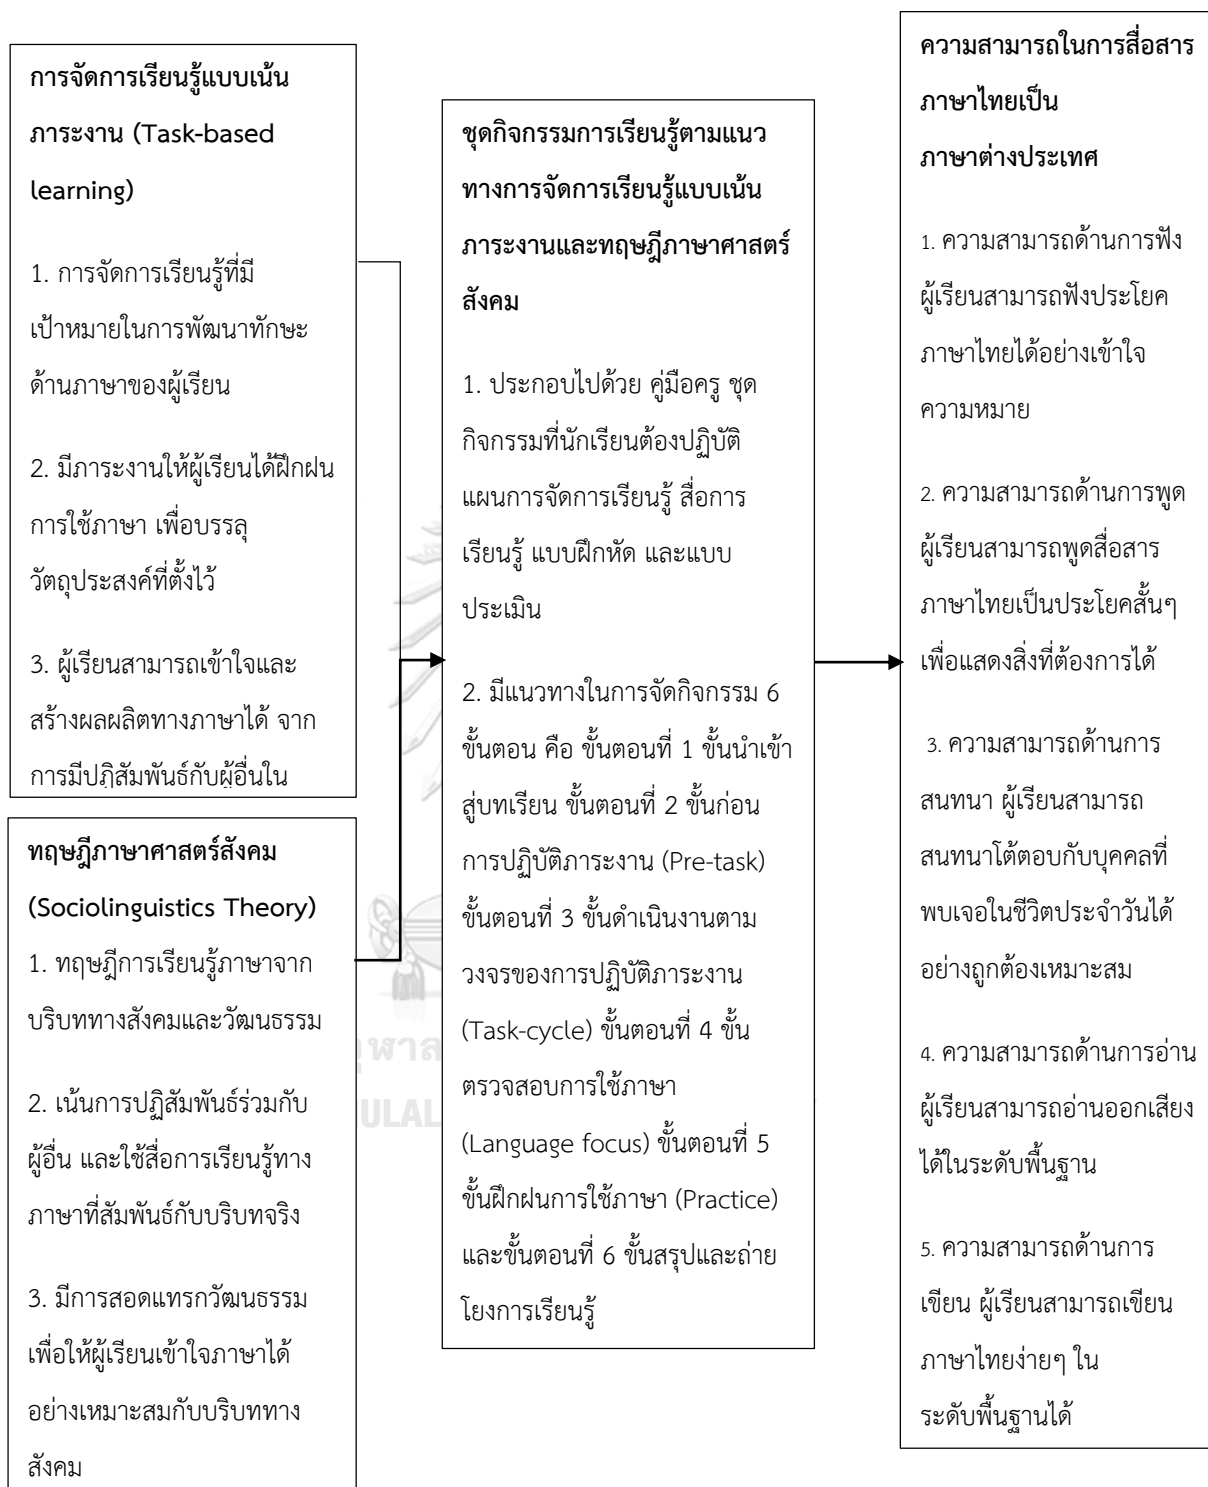 การจัดการเรียนรู้แบบเน้น
ภาระงาน (Task-based
learning)
1. การจัดการเรียนรู้ที่มี
เป้าหมายในการพัฒนาทักษะ
ด้านภาษาของผู้เรียน
2. มีภาระงานให้ผู้เรียนได้ฝึกฝน
การใช้ภาษา เพื่อบรรลุ
วัตถุประสงค์ที่ตั้งไว้
3. ผู้เรียนสามารถเข้าใจและ
สร้างผลผลิตทางภาษาได้ จาก
การมีปฏิสัมพันธ์กับผู้อื่นใน
ทฤษฎีภาษาศาสตร์สังคม
(Sociolinguistics Theory)
1. ทฤษฎีการเรียนรู้ภาษาจาก
บริบททางสังคมและวัฒนธรรม
2. เน้นการปฏิสัมพันธ์ร่วมกับ
ผู้อื่น และใช้สื่อการเรียนรู้ทาง
ภาษาที่สัมพันธ์กับบริบทจริง
3. มีการสอดแทรกวัฒนธรรม
เพื่อให้ผู้เรียนเข้าใจภาษาได้
อย่างเหมาะสมกับบริบททาง
สังคม
ชุดกิจกรรมการเรียนรู้ตามแนว
ทางการจัดการเรียนรู้แบบเน้น
ภาระงานและทฤษฎีภาษาศาสตร์
สังคม
1. ประกอบไปด้วย คู่มือครู ชุด
กิจกรรมที่นักเรียนต้องปฏิบัติ
แผนการจัดการเรียนรู้ สื่อการ
เรียนรู้ แบบฝึกหัด และแบบ
ประเมิน
2. มีแนวทางในการจัดกิจกรรม 6
ขั้นตอน คือ ขั้นตอนที่ 1 ขั้นนำเข้า
สู่บทเรียน ขั้นตอนที่ 2 ขั้นก่อน
การปฏิบัติภาระงาน (Pre-task)
ขั้นตอนที่ 3 ขั้นดำเนินงานตาม
วงจรของการปฏิบัติภาระงาน
(Task-cycle) ขั้นตอนที่ 4 ขั้น
ตรวจสอบการใช้ภาษา
(Language focus) ขั้นตอนที่ 5
ขั้นฝึกฝนการใช้ภาษา (Practice)
และขั้นตอนที่ 6 ขั้นสรุปและถ่าย
โยงการเรียนรู้
ความสามารถในการสื่อสาร
ภาษาไทยเป็น
ภาษาต่างประเทศ
1. ความสามารถด้านการฟัง
ผู้เรียนสามารถฟังประโยค
ภาษาไทยได้อย่างเข้าใจ
ความหมาย
2. ความสามารถด้านการพูด
ผู้เรียนสามารถพูดสื่อสาร
ภาษาไทยเป็นประโยคสั้นๆ
เพื่อแสดงสิ่งที่ต้องการได้
3. ความสามารถด้านการ
สนทนา ผู้เรียนสามารถ
สนทนาโต้ตอบกับบุคคลที่
พบเจอในชีวิตประจำวันได้
อย่างถูกต้องเหมาะสม
4. ความสามารถด้านการอ่าน
ผู้เรียนสามารถอ่านออกเสียง
ได้ในระดับพื้นฐาน
5. ความสามารถด้านการ
เขียน ผู้เรียนสามารถเขียน
ภาษาไทยง่ายๆ ใน
ระดับพื้นฐานได้